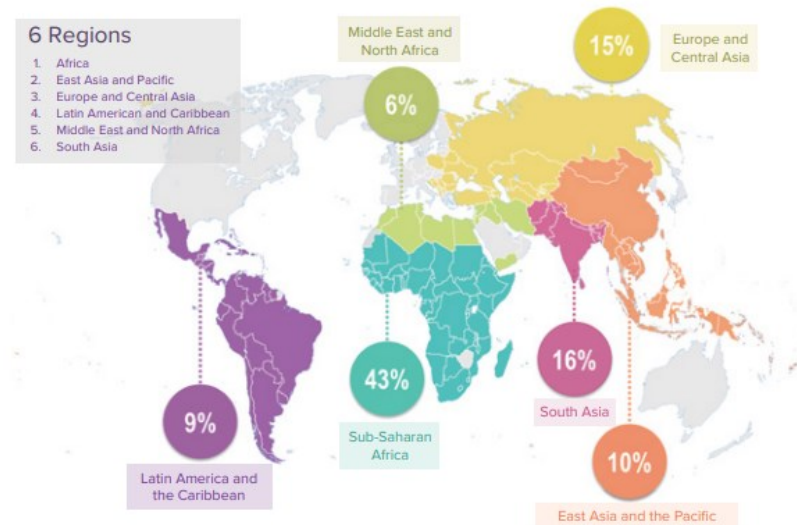 6 Regions
1. Africa
2. East Asia and Pacific
3. Europe and Central Asia
4. Latin American and Caribbean
5. Middle East and North Africa
6. South Asia
Middle East and
North Africa
6%
15%
Europe and
Central Asia
9%
Latin America and
the Caribbean
43%
Sub-Saharan
Africa
16%
South Asia
10%
East Asia and the Pacific